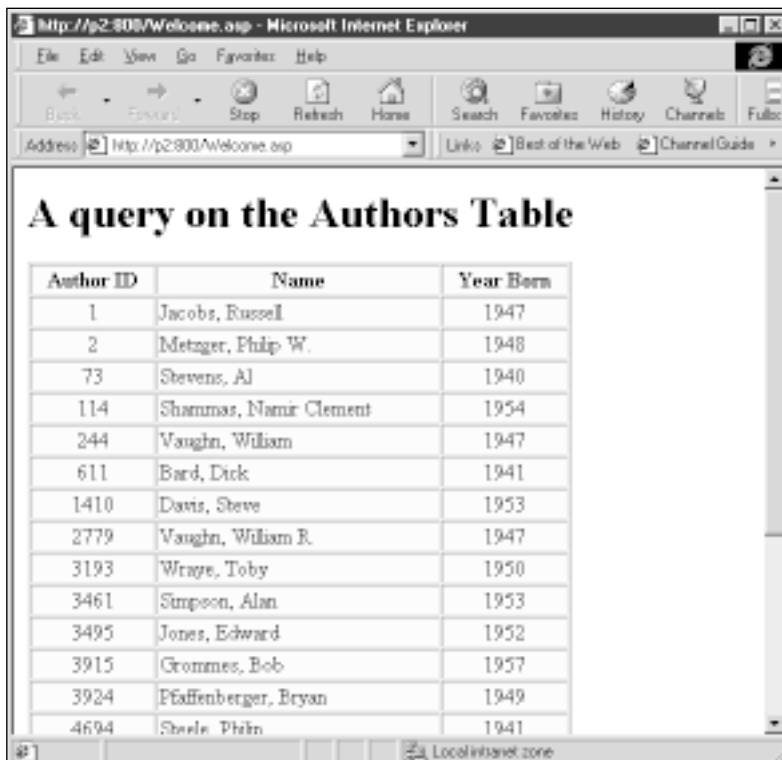 http://p2:800/Welcome.asp - Microsoft Internet Explorer
File Edit View Go Favorites Help
Back Forward Stop Refresh Home Search Favorites History Channels Fullsc
Address http://p2:800/Welcome.asp Links Best of the Web Channel Guide
A query on the Authors Table
Author ID Name Year Born
1 Jacobs, Russell 1947
2 Metzger, Philip W. 1948
73 Stevens, Al 1940
114 Shammas, Namir Clement 1954
244 Vaughn, William 1947
611 Bard, Dick 1941
1410 Davis, Steve 1953
2779 Vaughn, William R. 1947
3193 Wraye, Toby 1950
3461 Simpson, Alan 1953
3495 Jones, Edward 1952
3915 Grommes, Bob 1957
3924 Pfaffenberger, Bryan 1949
4694 Steele, Philip 1941
Local intranet zone